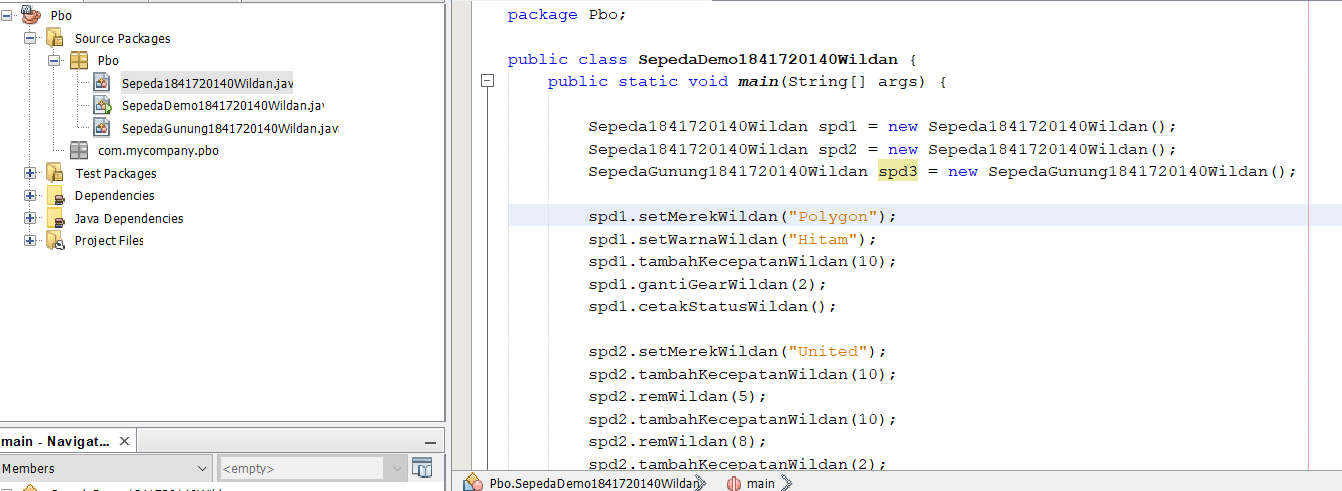 Pbo
Source Packages
Pbo
Sepeda1841720140Wildan.jav
SepedaDemo1841720140Wildan.jav
SepedaGunung1841720140Wildan.java
com.mycompany.pbo
Test Packages
Dependencies
Java Dependencies
Project Files
main - Navigat... ×
Members
<empty>
package Pbo;
public class SepedaDemo1841720140Wildan {
public static void main(String[] args) {
Sepeda1841720140Wildan spd1 = new Sepeda1841720140Wildan();
Sepeda1841720140Wildan spd2 = new Sepeda1841720140Wildan();
SepedaGunung1841720140Wildan spd3 = new SepedaGunung1841720140Wildan();
spd1.setMerekWildan("Polygon");
spd1.setWarnaWildan("Hitam");
spd1.tambahKecepatanWildan(10);
spd1.gantiGearWildan(2);
spd1.cetakStatusWildan();
spd2.setMerekWildan("United");
spd2.tambahKecepatanWildan(10);
spd2.remWildan(5);
spd2.tambahKecepatanWildan(10);
spd2.remWildan(8);
spd2.tambahKecepatanWildan(2);
Pbo.SepedaDemo1841720140Wildan
main